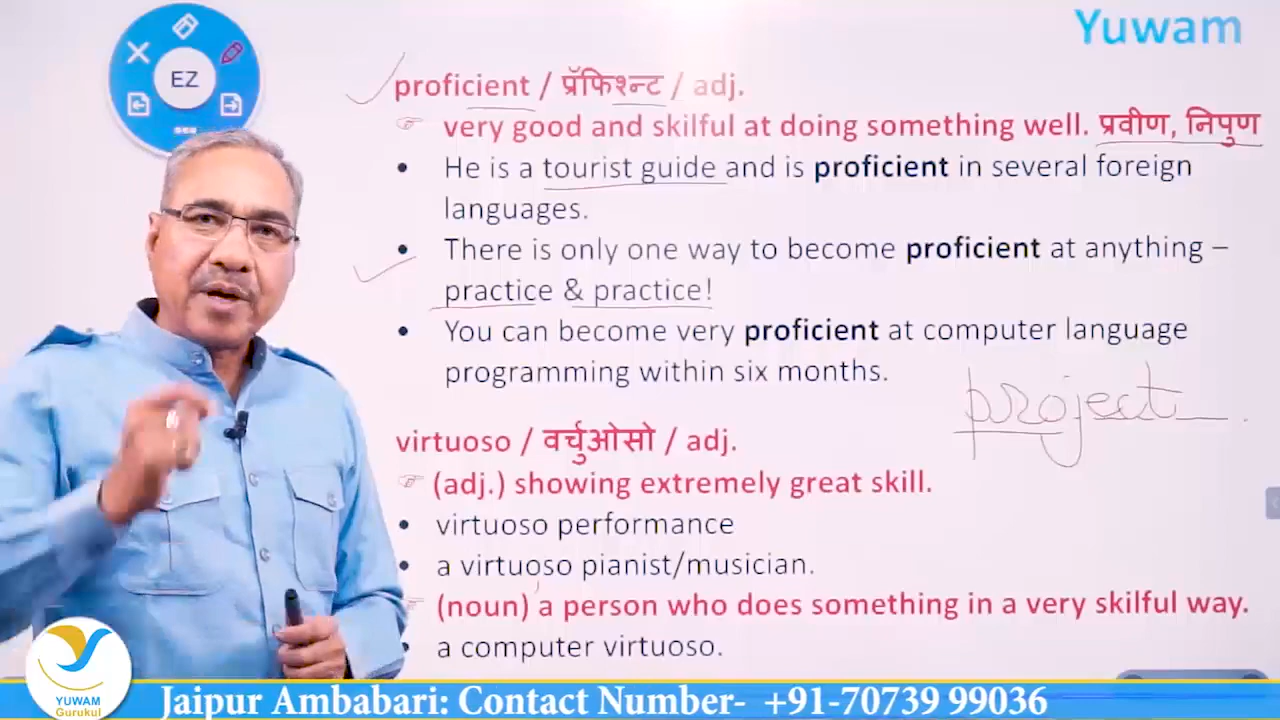 Yuwam
EZ
proficient / प्रॉफिश्न्ट / adj.
very good and skilful at doing something well. प्रवीण, निपुण
• He is a tourist guide and is proficient in several foreign
languages.
• There is only one way to become proficient at anything –
practice & practice!
• You can become very proficient at computer language
programming within six months.
project
virtuoso / वर्चुओसो / adj.
(adj.) showing extremely great skill.
• virtuoso performance
• a virtuoso pianist/musician.
(noun) a person who does something in a very skilful way.
• a computer virtuoso.
YUWAM
Gurukul
Jaipur Ambabari: Contact Number- +91-70739 99036